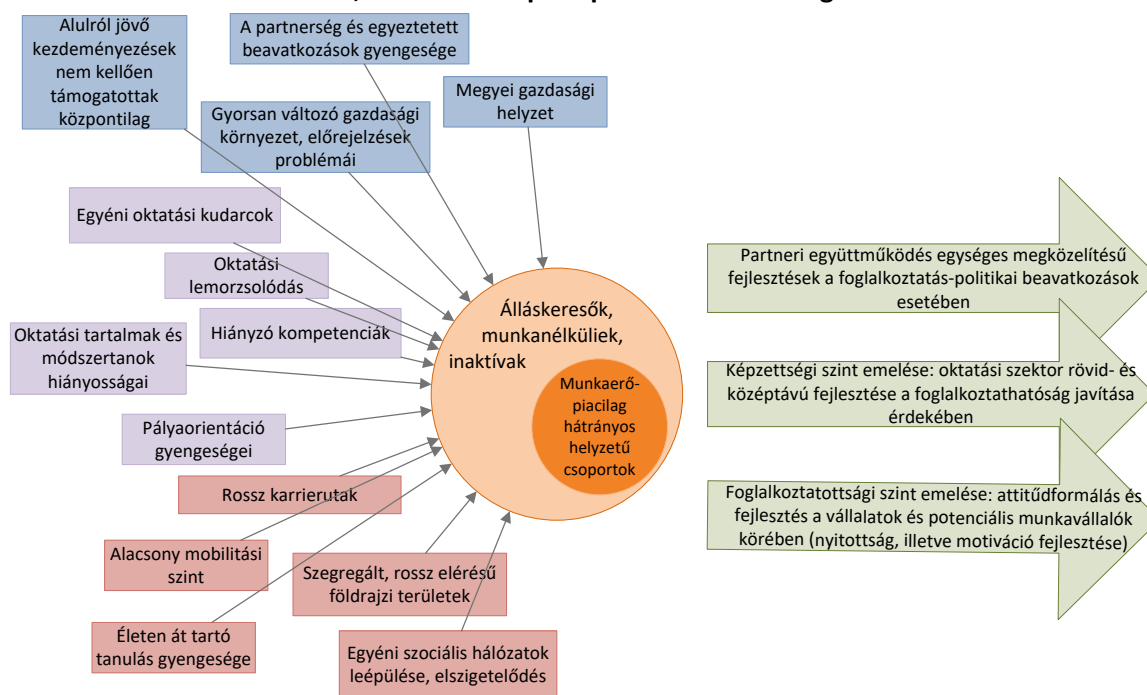 Alulról jövő
kezdeményezések
nem kellően
támogatottak
központilag
A partnerség és egyeztetett
beavatkozások gyengesége
Megyei gazdasági
helyzet
Gyorsan változó gazdasági
környezet, előrejelzések
problémái
Egyéni oktatási kudarcok
Oktatási
lemorzsolódás
Hiányzó kompetenciák
Oktatási tartalmak és
módszertanok
hiányosságai
Pályaorientáció
gyengeségei
Rossz karrierutak
Alacsony mobilitási
szint
Szegregált, rossz elérésű
földrajzi területek
Életen át tartó
tanulás gyengesége
Egyéni szociális hálózatok
leépülése, elszigetelődés
Álláskeresők,
munkanélküliek,
inaktívak
Munkaerő-
piacilag
hátrányos
helyzetű
csoportok
Partneri együttműködés egységes megközelítésű
fejlesztések a foglalkoztatás-politikai beavatkozások
esetében
Képzettségi szint emelése: oktatási szektor rövid- és
középtávú fejlesztése a foglalkoztathatóság javítása
érdekében
Foglalkoztatottsági szint emelése: attitűdformálás és
fejlesztés a vállalatok és potenciális munkavállalók
körében (nyitottság, illetve motiváció fejlesztése)